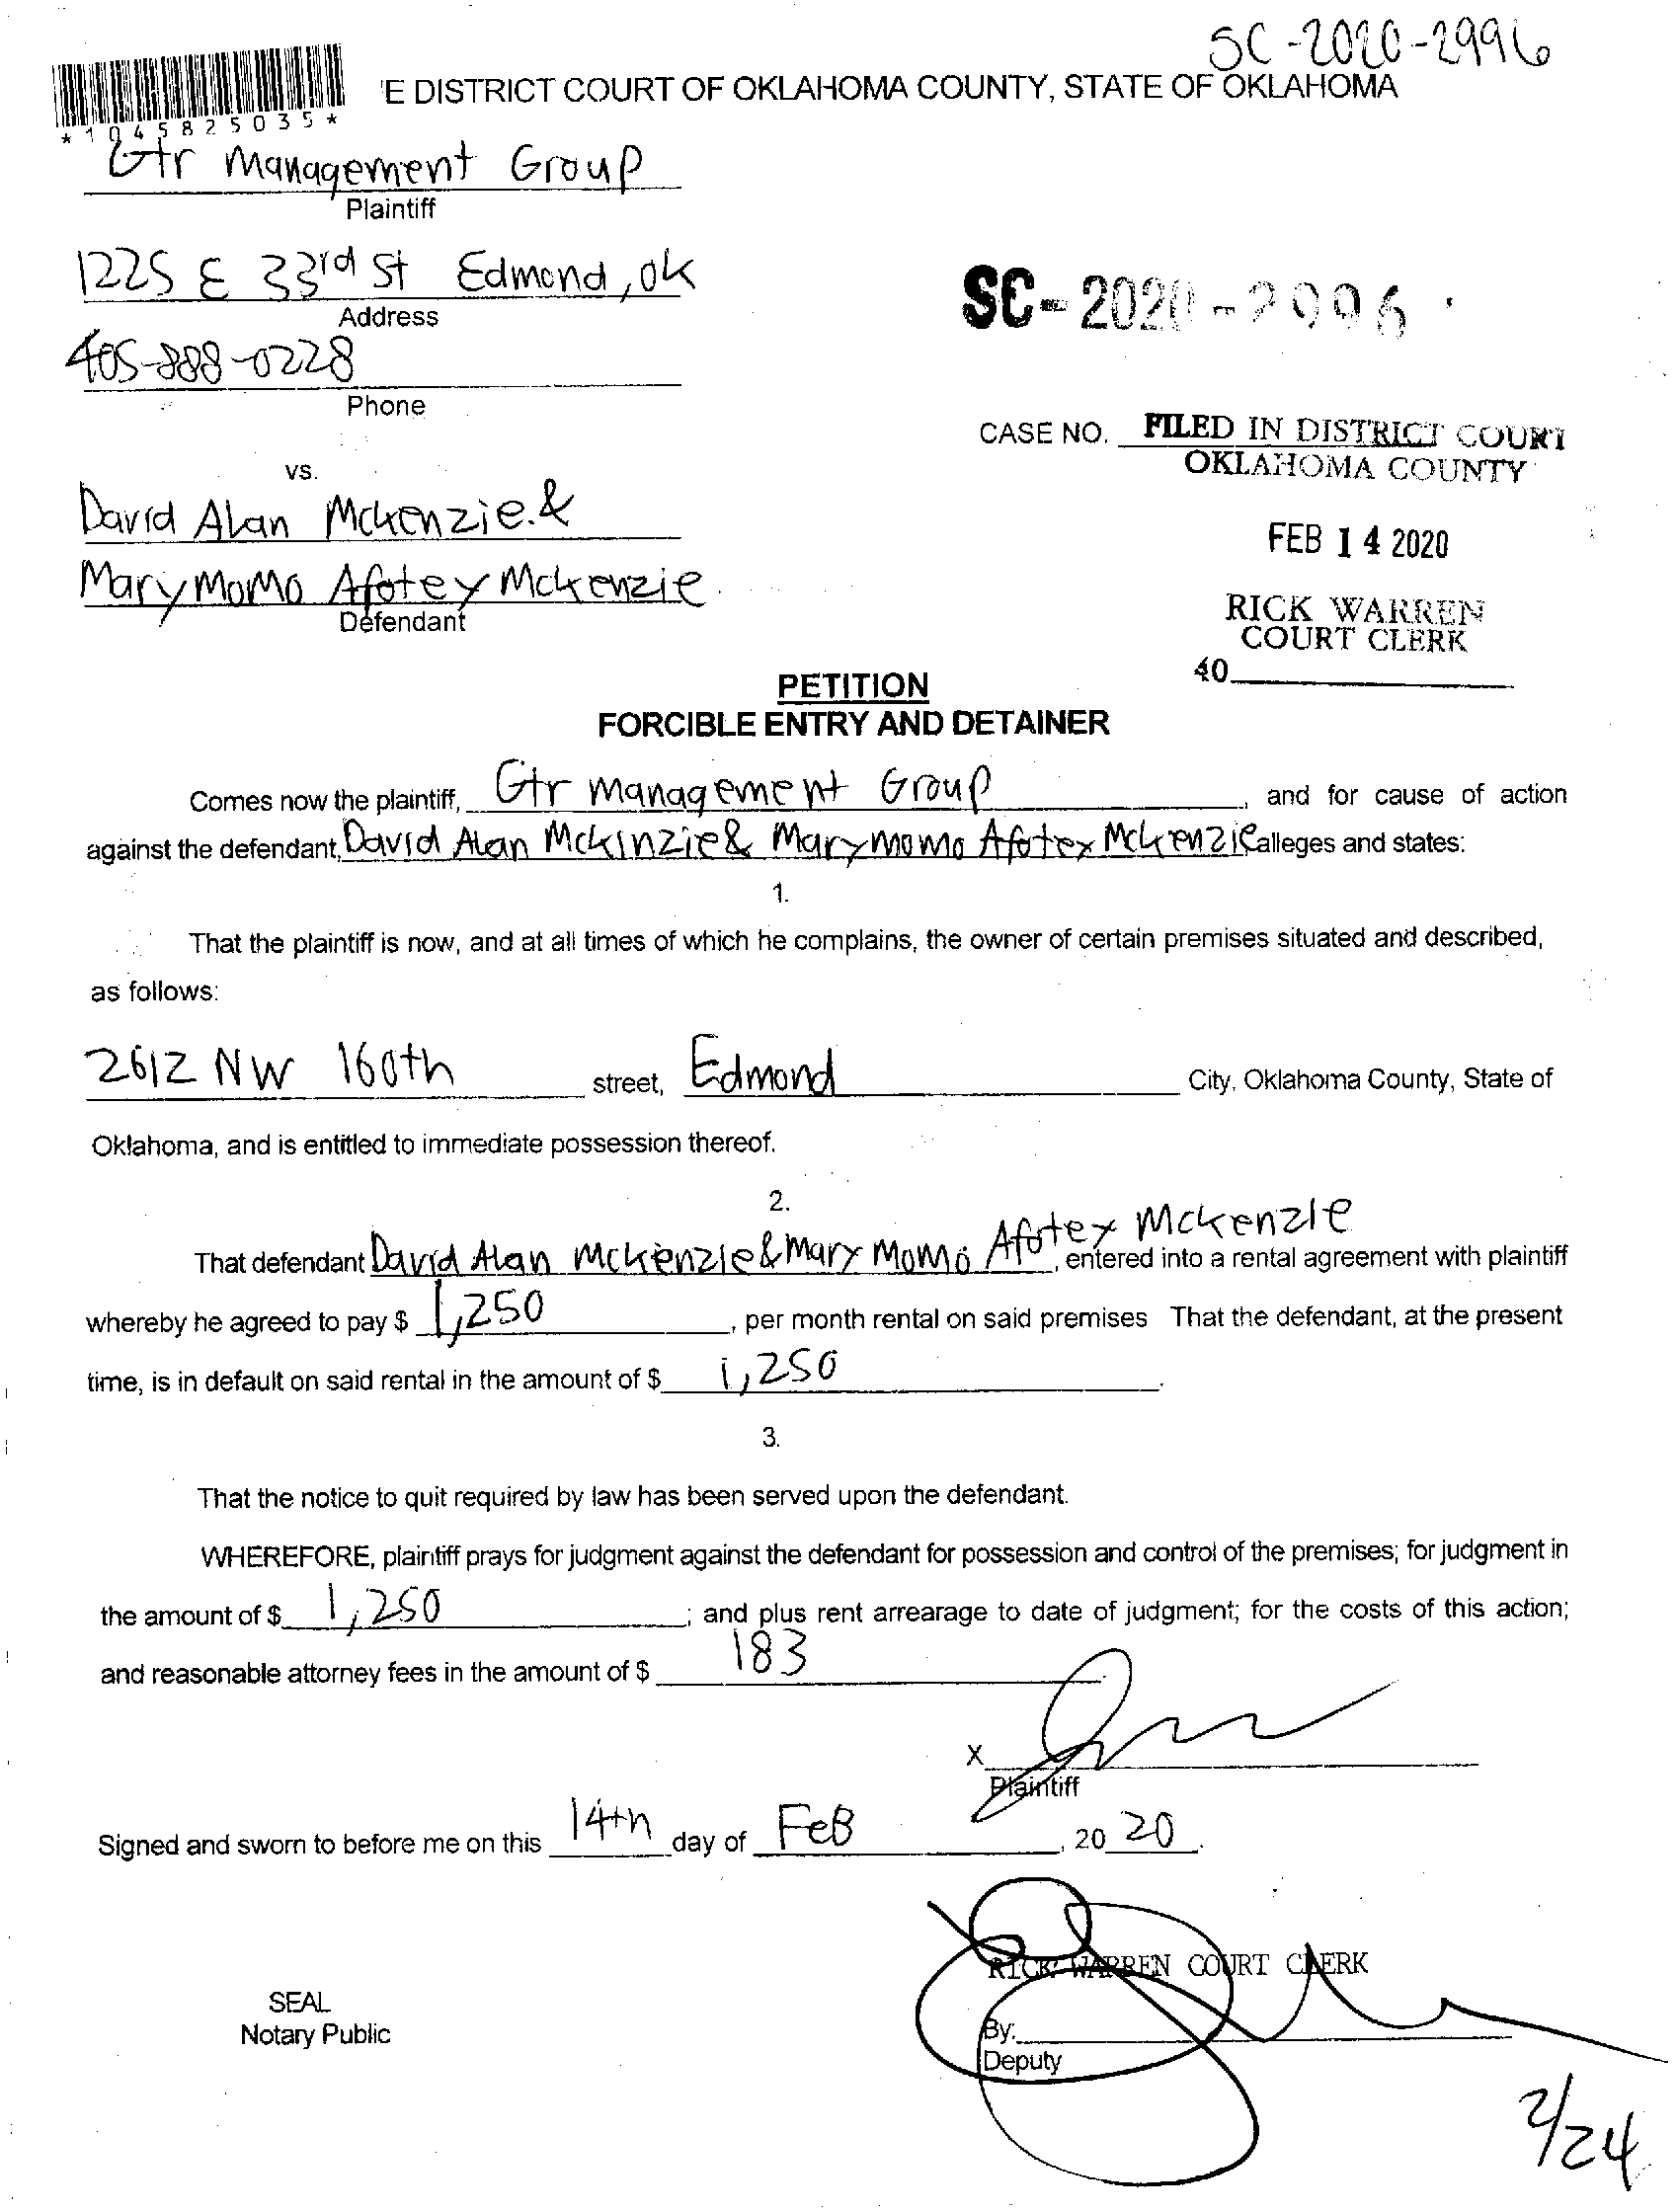 SC-2020-2996
'E DISTRICT COURT OF OKLAHOMA COUNTY, STATE OF OKLAHOMA
*1045825035*
Gtr Management Group
Plaintiff
1225 E 33rd St Edmond, OK
Address
SC-2020-2996
405-888-0228
Phone
CASE NO. FILED IN DISTRICT COURT
OKLAHOMA COUNTY
vs.
David Alan Mckenzie. &
FEB 14 2020
Mary Momo Afotey Mckenzie
Defendant
RICK WARREN
COURT CLERK
40
PETITION
FORCIBLE ENTRY AND DETAINER
Comes now the plaintiff, Gtr Management Group, and for cause of action
against the defendant, David Alan Mckinzie & Mary momo Afotey Mckenzie alleges and states:
1.
That the plaintiff is now, and at all times of which he complains, the owner of certain premises situated and described,
as follows:
2612 NW 160th street, Edmond City, Oklahoma County, State of
Oklahoma, and is entitled to immediate possession thereof.
2.
That defendant David Alan Mckenzie & Mary Momo Afotey Mckenzie, entered into a rental agreement with plaintiff
whereby he agreed to pay $ 1,250, per month rental on said premises That the defendant, at the present
time, is in default on said rental in the amount of $ 1,250.
3.
That the notice to quit required by law has been served upon the defendant.
WHEREFORE, plaintiff prays for judgment against the defendant for possession and control of the premises; for judgment in
the amount of $ 1,250; and plus rent arrearage to date of judgment; for the costs of this action;
and reasonable attorney fees in the amount of $ 183
X
Plaintiff
Signed and sworn to before me on this 14th day of FeB, 20 20.
RICK WARREN COURT CLERK
SEAL
Notary Public
By:
Deputy
2/24